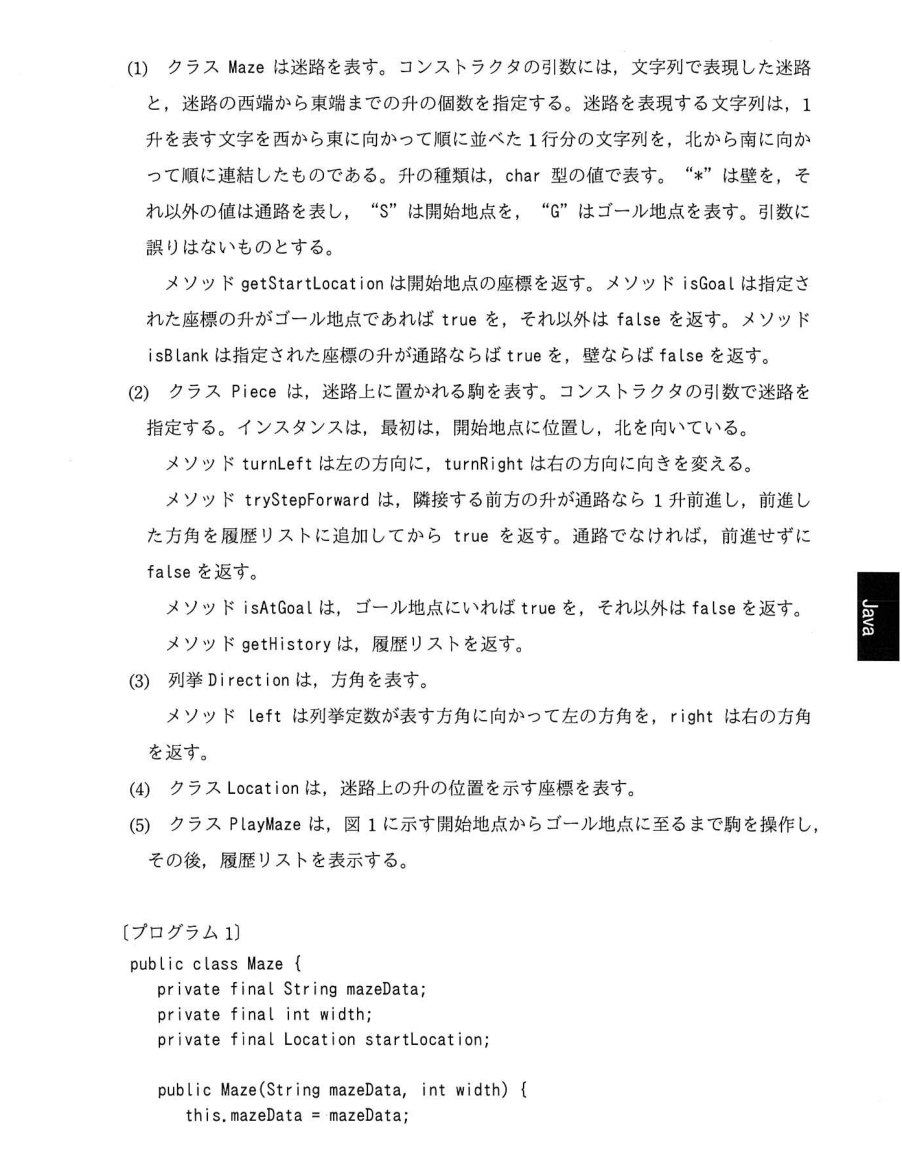 (1) クラス Maze は迷路を表す。コンストラクタの引数には，文字列で表現した迷路
と，迷路の西端から東端までの升の個数を指定する。迷路を表現する文字列は，1
升を表す文字を西から東に向かって順に並べた 1 行分の文字列を，北から南に向か
って順に連結したものである。升の種類は，char 型の値で表す。 “*” は壁を，そ
れ以外の値は通路を表し， “S” は開始地点を， “G” はゴール地点を表す。引数に
誤りはないものとする。
メソッド getStartLocation は開始地点の座標を返す。メソッド isGoal は指定さ
れた座標の升がゴール地点であれば true を，それ以外は false を返す。メソッド
isBlank は指定された座標の升が通路ならば true を，壁ならば false を返す。
(2) クラス Piece は，迷路上に置かれる駒を表す。コンストラクタの引数で迷路を
指定する。インスタンスは，最初は，開始地点に位置し，北を向いている。
メソッド turnLeft は左の方向に，turnRight は右の方向に向きを変える。
メソッド tryStepForward は，隣接する前方の升が通路なら 1 升前進し，前進し
た方角を履歴リストに追加してから true を返す。通路でなければ，前進せずに
false を返す。
メソッド isAtGoal は，ゴール地点にいれば true を，それ以外は false を返す。
メソッド getHistory は，履歴リストを返す。
(3) 列挙 Direction は，方角を表す。
メソッド left は列挙定数が表す方角に向かって左の方角を，right は右の方角
を返す。
(4) クラス Location は，迷路上の升の位置を示す座標を表す。
(5) クラス PlayMaze は，図 1 に示す開始地点からゴール地点に至るまで駒を操作し，
その後，履歴リストを表示する。
〔プログラム 1〕
public class Maze {
private final String mazeData;
private final int width;
private final Location startLocation;
public Maze(String mazeData, int width) {
this.mazeData = mazeData;
Java